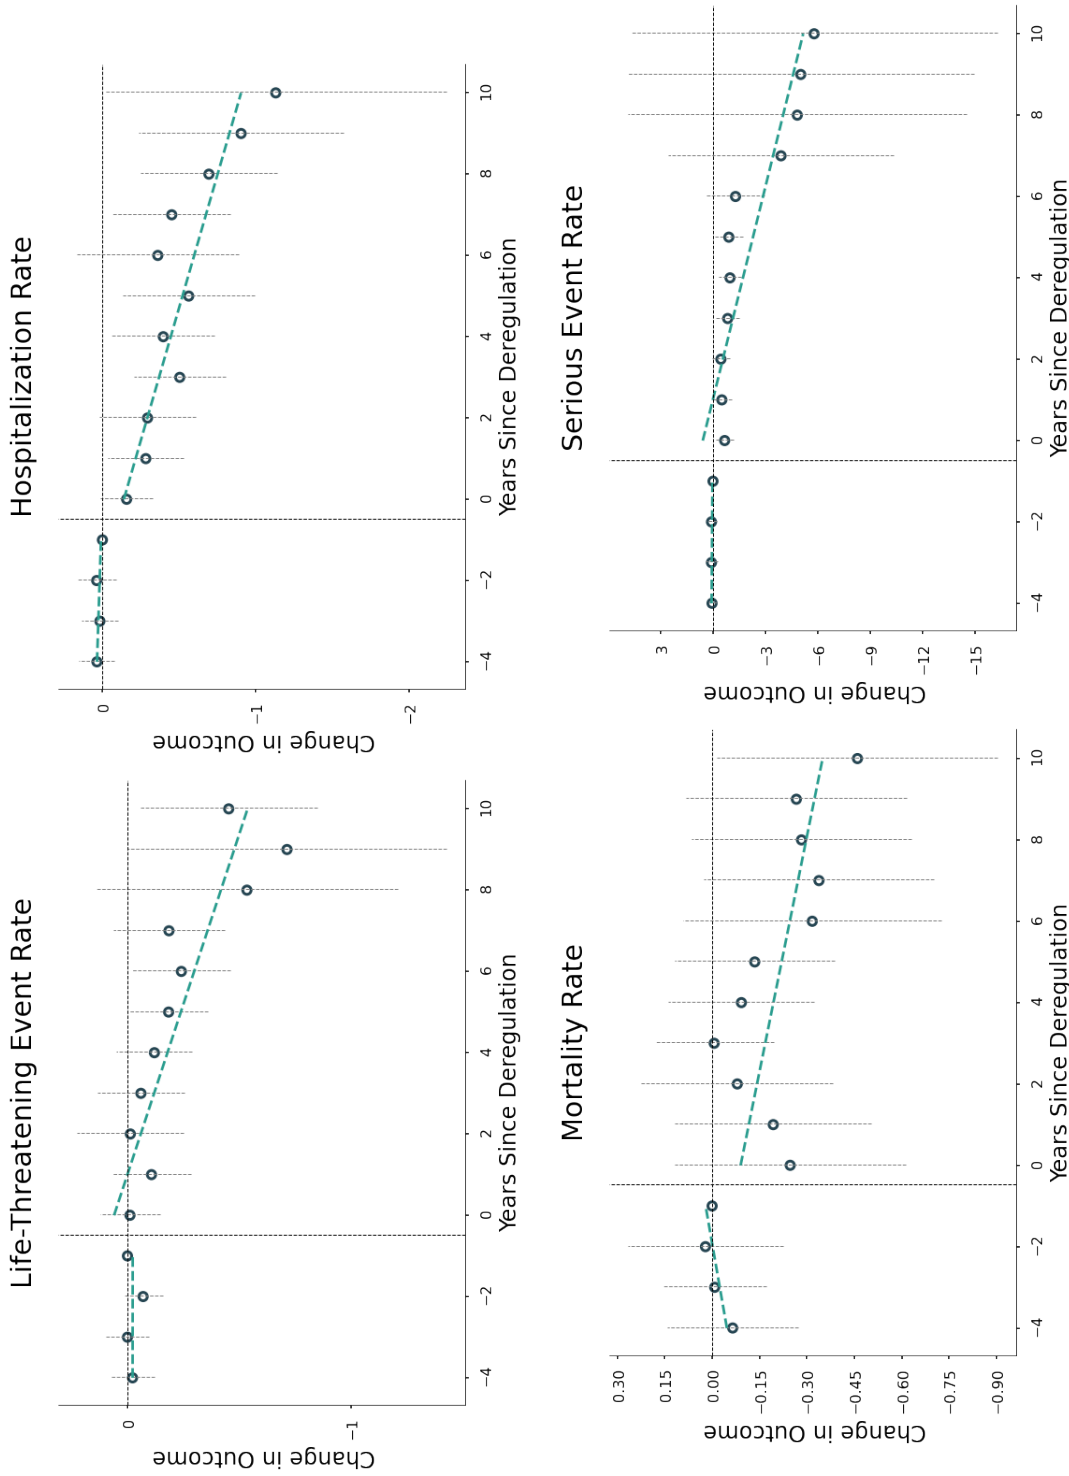 Life-Threatening Event Rate
Change in Outcome
0
−1
−4 −2 0 2 4 6 8 10
Years Since Deregulation
Hospitalization Rate
Change in Outcome
0
−1
−2
−4 −2 0 2 4 6 8 10
Years Since Deregulation
Mortality Rate
Change in Outcome
0.30
0.15
0.00
−0.15
−0.30
−0.45
−0.60
−0.75
−0.90
−4 −2 0 2 4 6 8 10
Years Since Deregulation
Serious Event Rate
Change in Outcome
3
0
−3
−6
−9
−12
−15
−4 −2 0 2 4 6 8 10
Years Since Deregulation